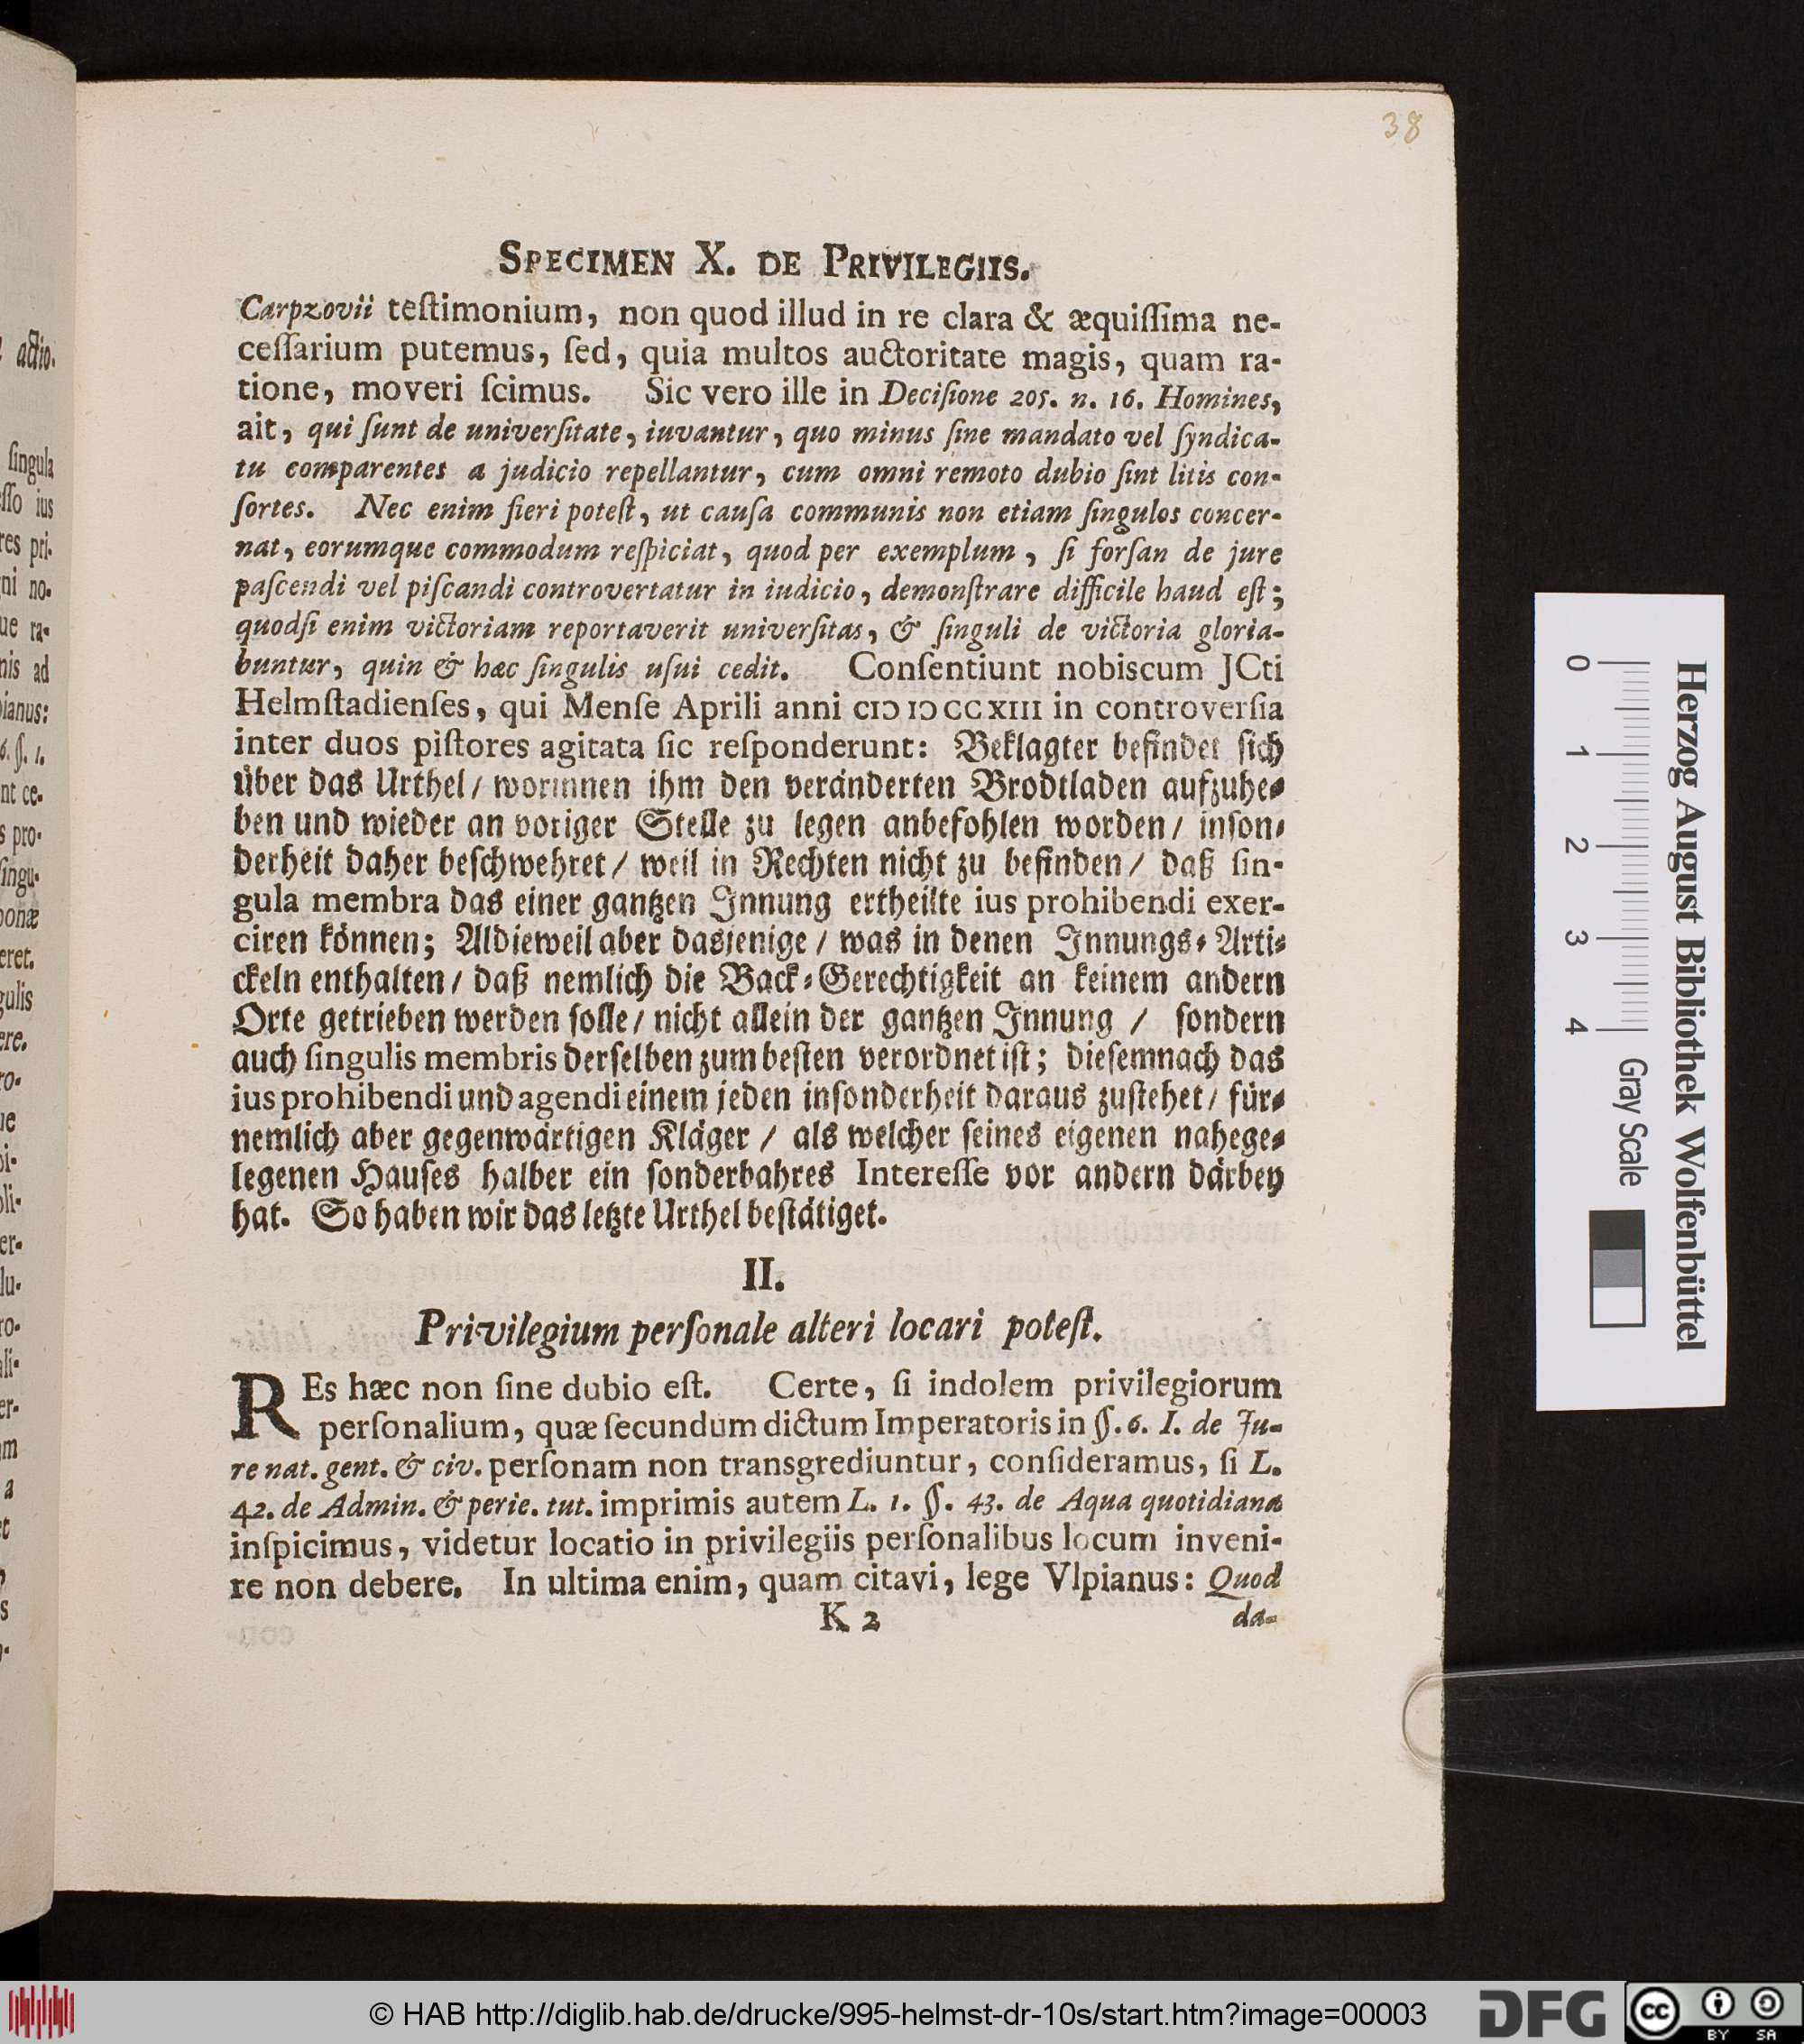 38
SPECIMEN X. DE PRIVILEGIIS.
Carpzovii teſtimonium, non quod illud in re clara & æquiſſima ne-
ceſſarium putemus, ſed, quia multos auctoritate magis, quam ra-
tione, moveri ſcimus. Sic vero ille in Deciſione 205. n. 16. Homines,
ait, qui ſunt de univerſitate, iuvantur, quo minus ſine mandato vel ſyndica-
tu comparentes a judicio repellantur, cum omni remoto dubio ſint litis con-
ſortes. Nec enim fieri poteſt, ut cauſa communis non etiam ſingulos concer-
nat, eorumque commodum reſpiciat, quod per exemplum, ſi forſan de jure
paſcendi vel piſcandi controvertatur in iudicio, demonſtrare difficile haud eſt;
quodſi enim victoriam reportaverit univerſitas, & ſinguli de victoria gloria-
buntur, quin & hæc ſingulis uſui cedit. Conſentiunt nobiscum JCti
Helmſtadienſes, qui Menſe Aprili anni CIↃ IↃ CC XIII in controverſia
inter duos piſtores agitata ſic reſponderunt: Beklagter befindet ſich
über das Urthel/ worinnen ihm den veränderten Brodtladen aufzuhe-
ben und wieder an voriger Stelle zu legen anbefohlen worden/ inſon-
derheit daher beſchwehret/ weil in Rechten nicht zu befinden/ daß ſin-
gula membra das einer gantzen Innung ertheilte ius prohibendi exer-
ciren können; Aldieweil aber dasjenige/ was in denen Innungs-Arti-
ckeln enthalten/ daß nemlich die Back-Gerechtigkeit an keinem andern
Orte getrieben werden ſolle/ nicht allein der gantzen Innung / ſondern
auch ſingulis membris derſelben zum beſten verordnet iſt; dieſemnach das
ius prohibendi und agendi einem jeden inſonderheit daraus zuſtehet/ für-
nemlich aber gegenwärtigen Kläger / als welcher ſeines eigenen nahege-
legenen Hauſes halber ein ſonderbahres Intereſſe vor andern därbey
hat. So haben wir das letzte Urthel beſtätiget.
II.
Privilegium perſonale alteri locari poteſt.
REs hæc non ſine dubio eſt. Certe, ſi indolem privilegiorum
perſonalium, quæ ſecundum dictum Imperatoris in §. 6. I. de Ju-
re nat. gent. & civ. perſonam non transgrediuntur, conſideramus, ſi L.
42. de Admin. & perie. tut. imprimis autem L. 1. §. 43. de Aqua quotidiana
inſpicimus, videtur locatio in privilegiis perſonalibus locum inveni-
re non debere. In ultima enim, quam citavi, lege Vlpianus: Quod
K 2 da-
Herzog August Bibliothek Wolfenbüttel
0 1 2 3 4 Gray Scale
© HAB http://diglib.hab.de/drucke/995-helmst-dr-10s/start.htm?image=00003
DFG
cc BY SA